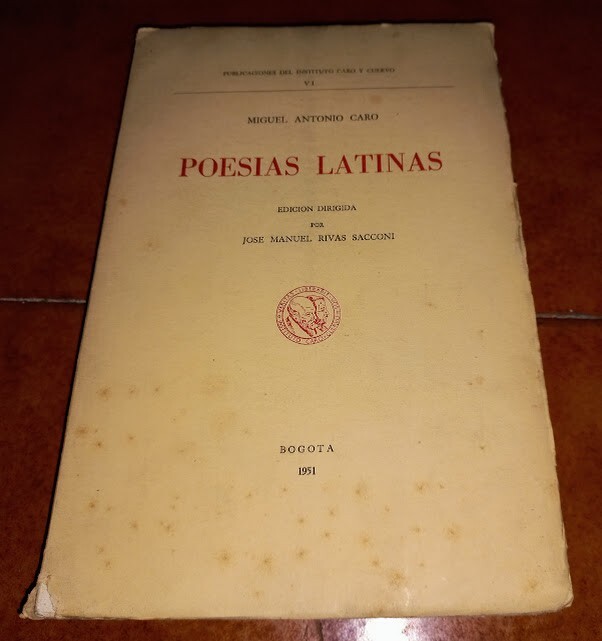 PUBLICACIONES DEL INSTITUTO CARO Y CUERVO
VI
MIGUEL ANTONIO CARO
POESIAS LATINAS
EDICION DIRIGIDA
POR
JOSE MANUEL RIVAS SACCONI
BOGOTA
1951